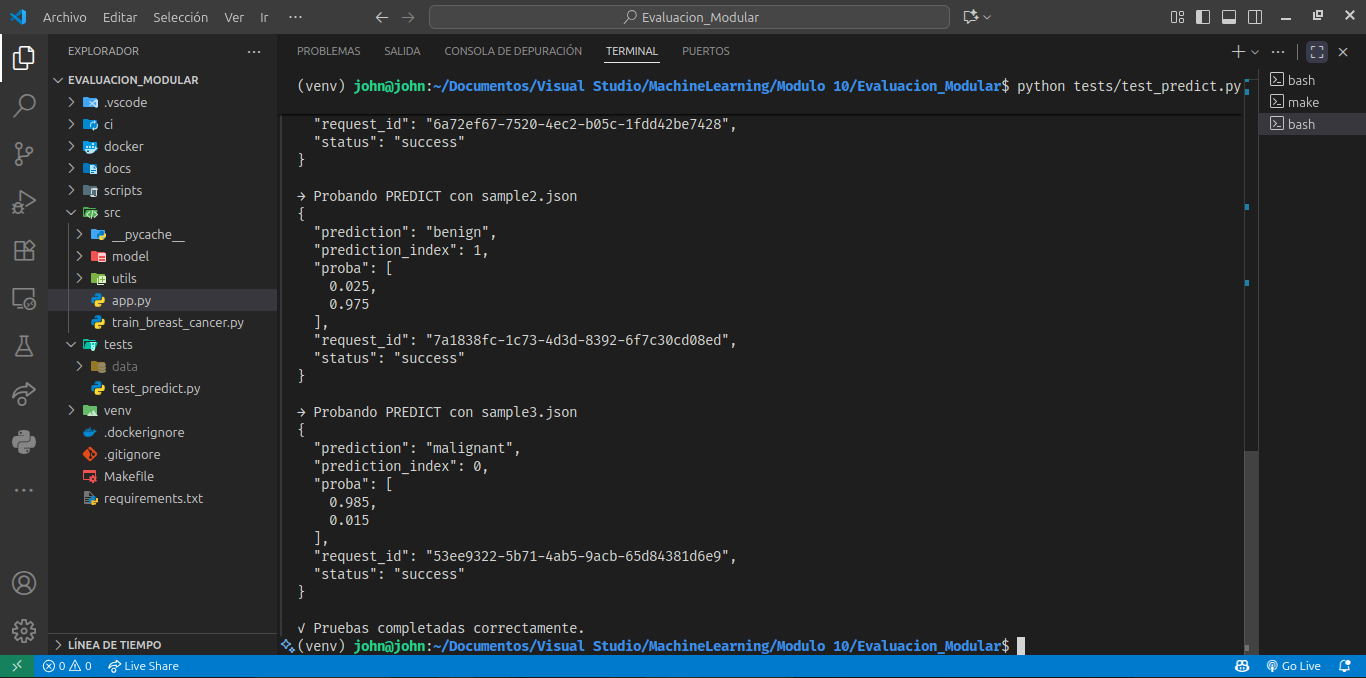 Archivo Editar Selección Ver Ir ··· Evaluacion_Modular
EXPLORADOR ···
EVALUACION_MODULAR
.vscode
ci
docker
docs
scripts
src
__pycache__
model
utils
app.py
train_breast_cancer.py
tests
data
test_predict.py
venv
.dockerignore
.gitignore
Makefile
requirements.txt
LÍNEA DE TIEMPO
PROBLEMAS SALIDA CONSOLA DE DEPURACIÓN TERMINAL PUERTOS
(venv) john@john:~/Documentos/Visual Studio/MachineLearning/Modulo 10/Evaluacion_Modular$ python tests/test_predict.py
"request_id": "6a72ef67-7520-4ec2-b05c-1fdd42be7428",
"status": "success"
}
→ Probando PREDICT con sample2.json
{
"prediction": "benign",
"prediction_index": 1,
"proba": [
0.025,
0.975
],
"request_id": "7a1838fc-1c73-4d3d-8392-6f7c30cd08ed",
"status": "success"
}
→ Probando PREDICT con sample3.json
{
"prediction": "malignant",
"prediction_index": 0,
"proba": [
0.985,
0.015
],
"request_id": "53ee9322-5b71-4ab5-9acb-65d84381d6e9",
"status": "success"
}
√ Pruebas completadas correctamente.
(venv) john@john:~/Documentos/Visual Studio/MachineLearning/Modulo 10/Evaluacion_Modular$
bash
make
bash
0 0 Live Share Go Live